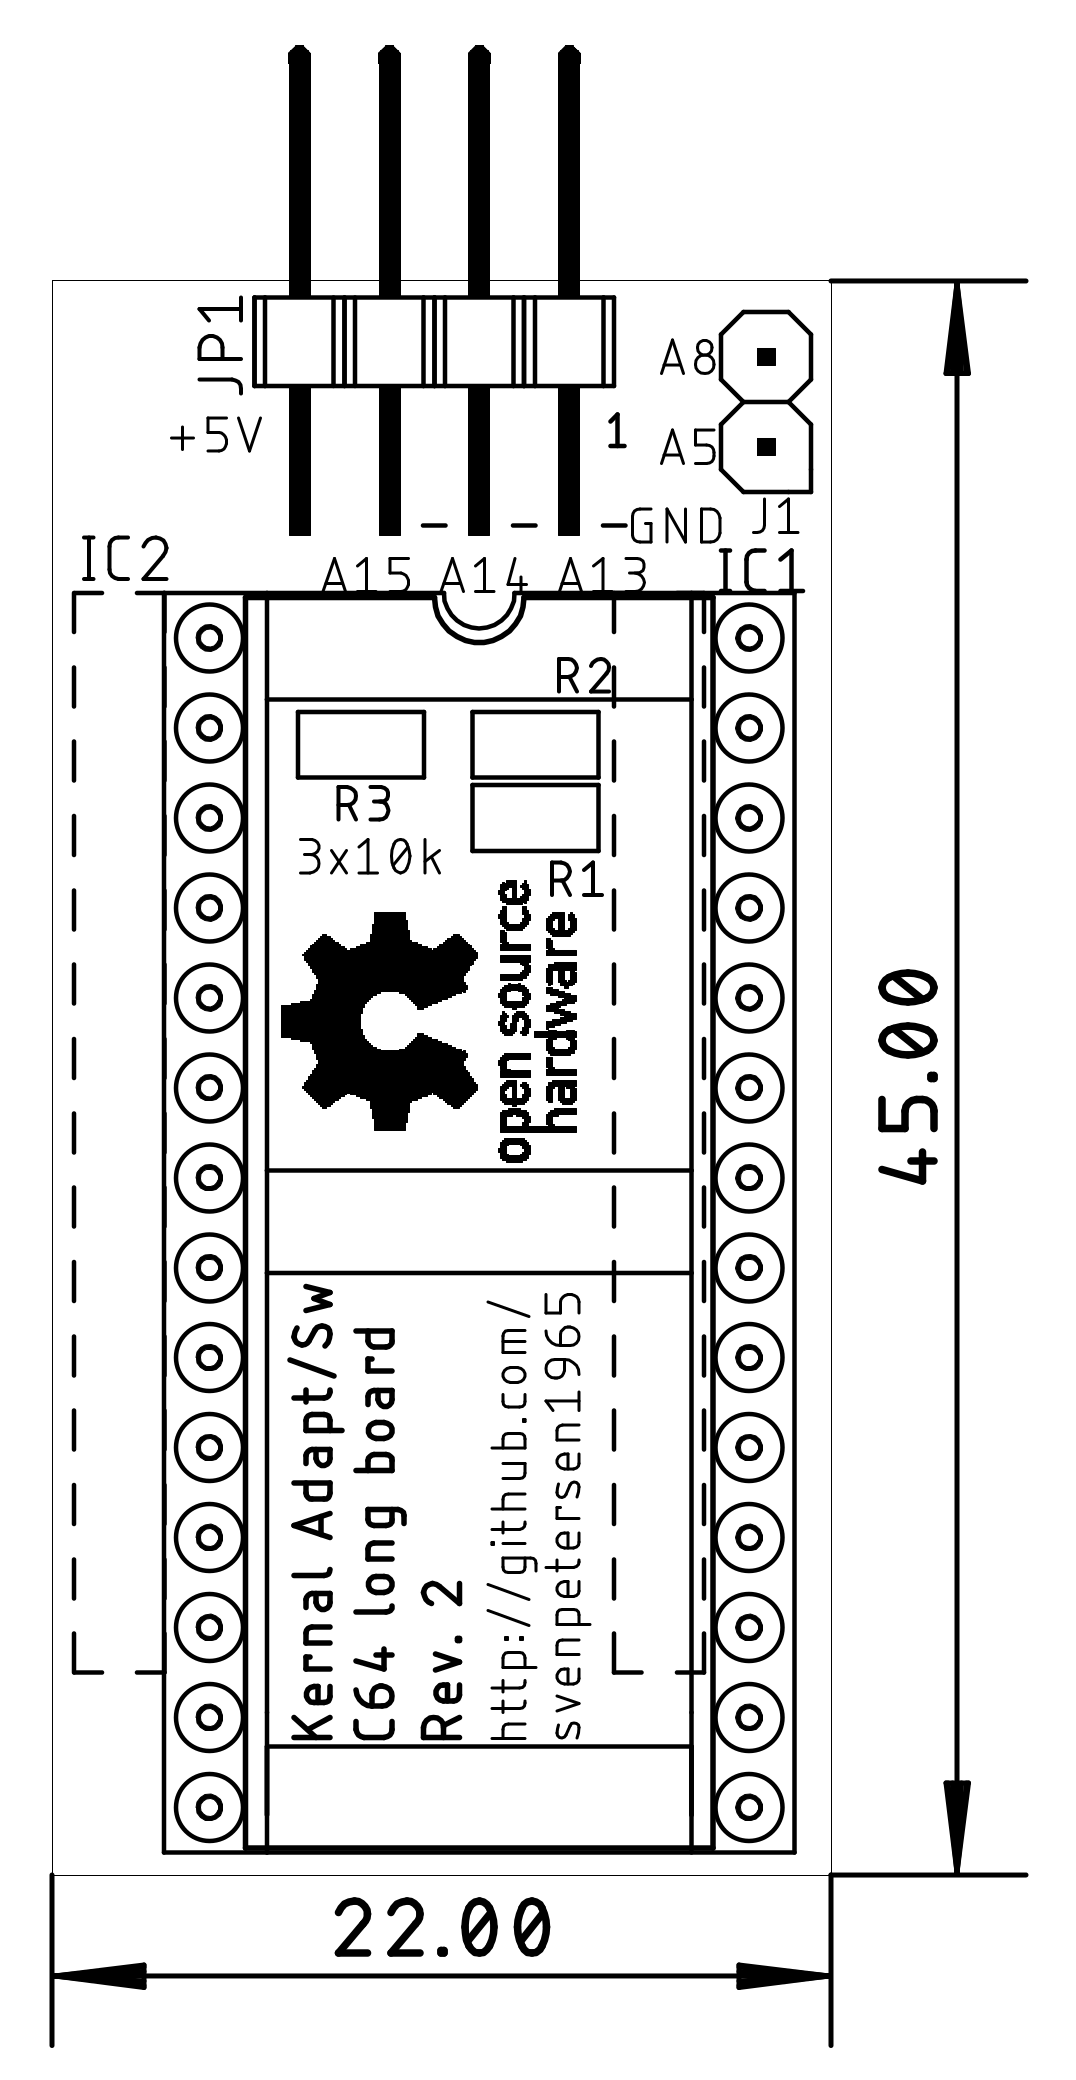 JP1
A8
+5V
1
A5
- - -GND
J1
IC2
A15 A14 A13
IC1
R2
R3
3x10k
R1
open source
hardware
45.00
Kernal Adapt/Sw
C64 long board
Rev. 2
http://github.com/
svenpetersen1965
22.00